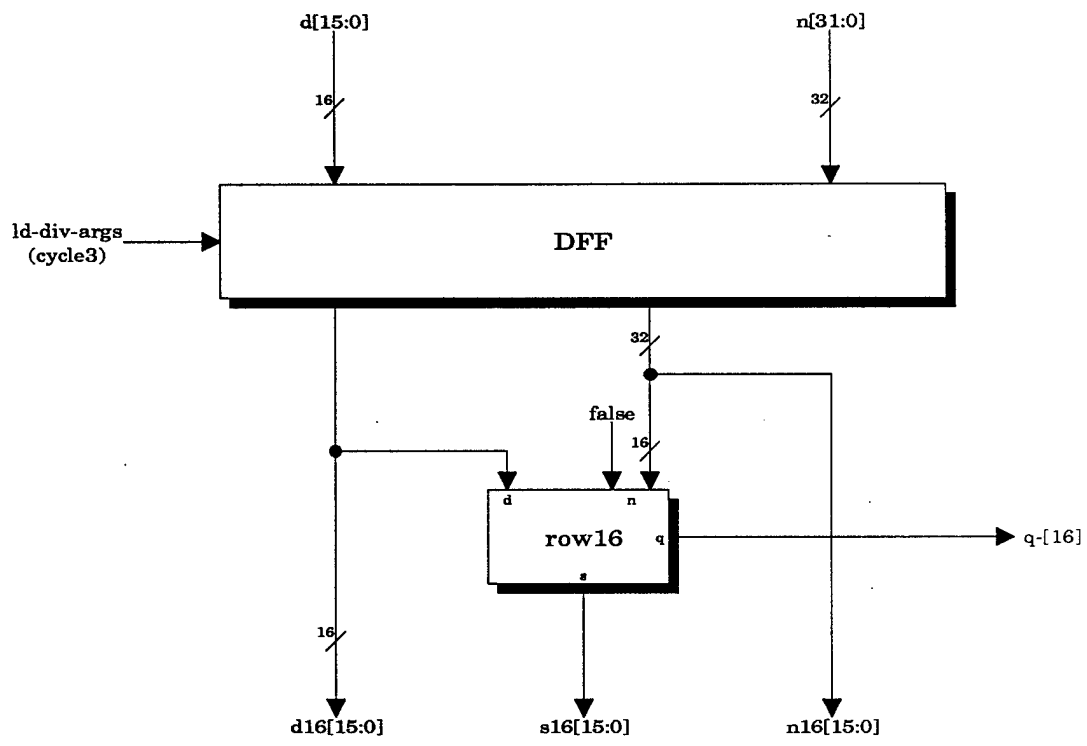 d[15:0]
n[31:0]
16
32
ld-div-args
(cycle3)
DFF
32
false
16
d
n
row16
q
q-[16]
s
16
d16[15:0]
s16[15:0]
n16[15:0]